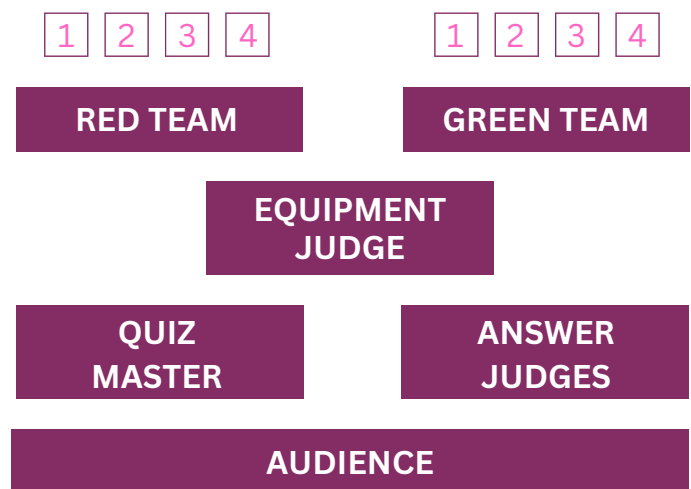 1 2 3 4 1 2 3 4
RED TEAM GREEN TEAM
EQUIPMENT
JUDGE
QUIZ
MASTER
ANSWER
JUDGES
AUDIENCE